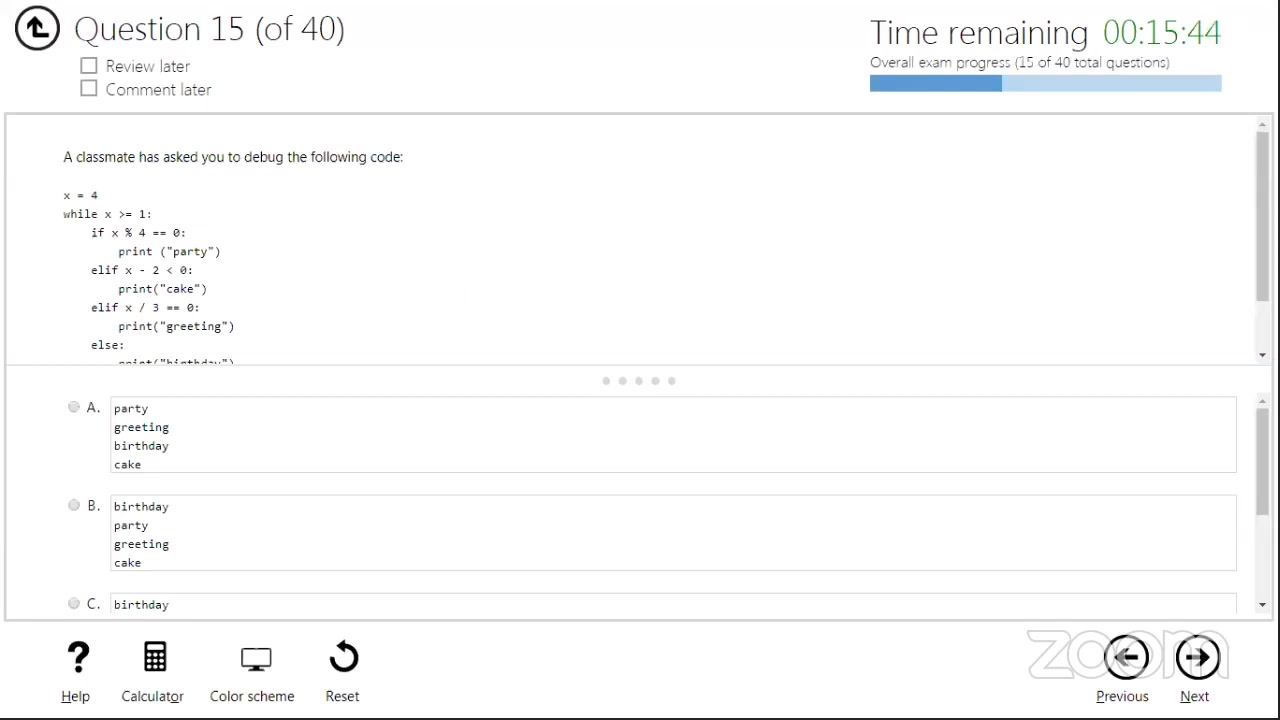 Question 15 (of 40)
Time remaining 00:15:44
Review later
Overall exam progress (15 of 40 total questions)
Comment later
A classmate has asked you to debug the following code:
x = 4
while x >= 1:
    if x % 4 == 0:
        print ("party")
    elif x - 2 < 0:
        print("cake")
    elif x / 3 == 0:
        print("greeting")
    else:
        print("birthday")
A. party
greeting
birthday
cake
B. birthday
party
greeting
cake
C. birthday
zoom
? Help
Calculator
Color scheme
Reset
Previous
Next